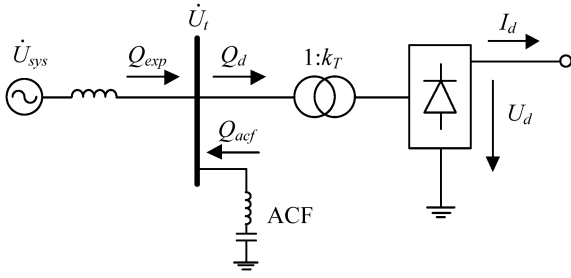 U̇sys
Qexp
U̇t
Qd
1:kT
Id
Qacf
Ud
ACF